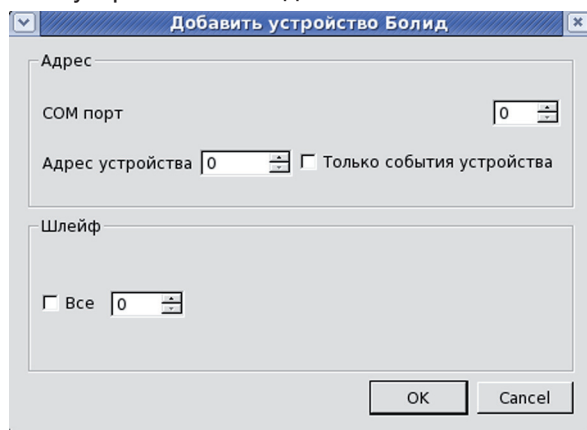 Добавить устройство Болид
Адрес
COM порт 0
Адрес устройства 0 Только события устройства
Шлейф
Все 0
OK Cancel